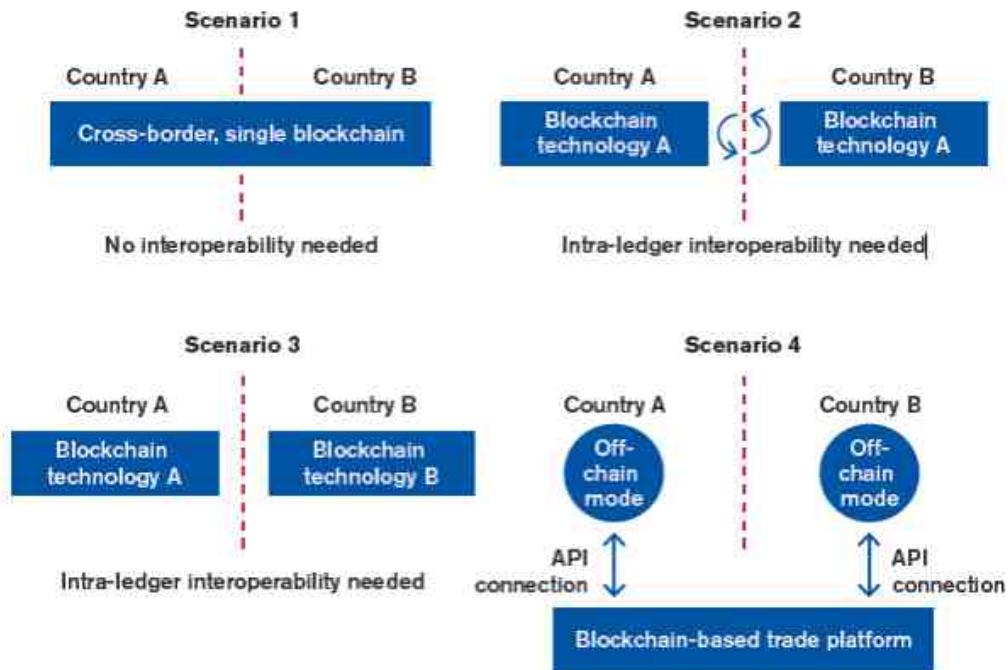 Scenario 1
Country A
Country B
Cross-border, single blockchain
No interoperability needed
Scenario 2
Country A
Country B
Blockchain
technology A
Blockchain
technology A
Intra-ledger interoperability needed
Scenario 3
Country A
Country B
Blockchain
technology A
Blockchain
technology B
Intra-ledger interoperability needed
Scenario 4
Country A
Country B
Off-
chain
mode
Off-
chain
mode
API
connection
API
connection
Blockchain-based trade platform